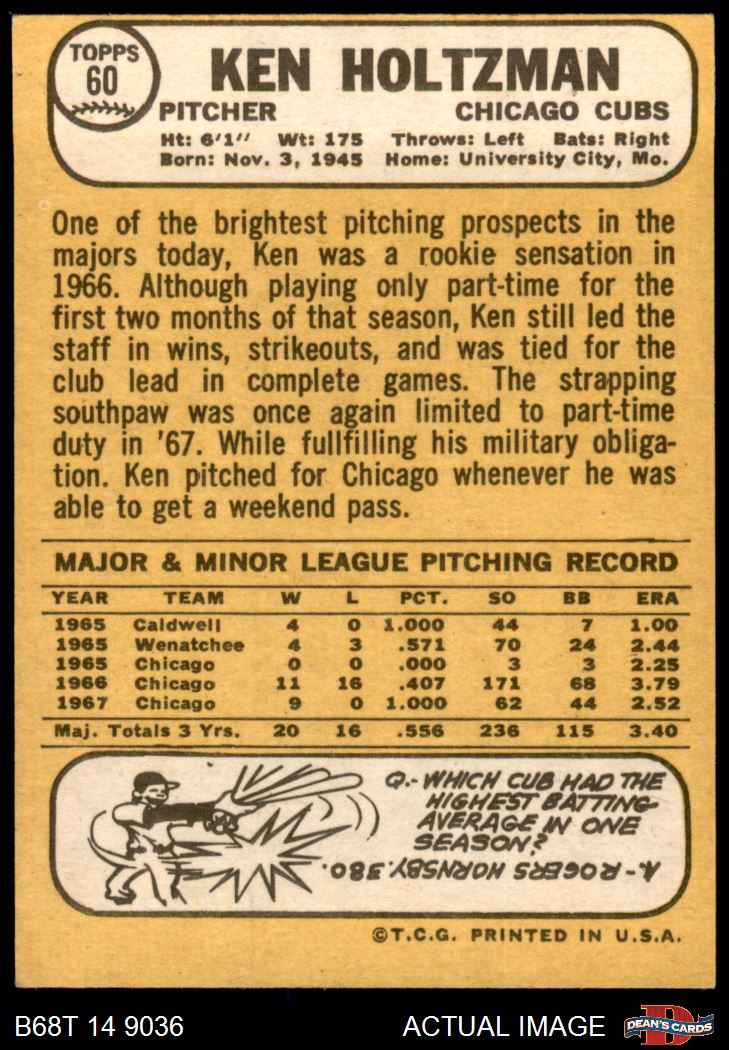 TOPPS
60
KEN HOLTZMAN
PITCHER CHICAGO CUBS
Ht: 6'1" Wt: 175 Throws: Left Bats: Right
Born: Nov. 3, 1945 Home: University City, Mo.
One of the brightest pitching prospects in the
majors today, Ken was a rookie sensation in
1966. Although playing only part-time for the
first two months of that season, Ken still led the
staff in wins, strikeouts, and was tied for the
club lead in complete games. The strapping
southpaw was once again limited to part-time
duty in '67. While fullfilling his military obliga-
tion. Ken pitched for Chicago whenever he was
able to get a weekend pass.
MAJOR & MINOR LEAGUE PITCHING RECORD
YEAR TEAM W L PCT. SO BB ERA
1965 Caldwell 4 0 1.000 44 7 1.00
1965 Wenatchee 4 3 .571 70 24 2.44
1965 Chicago 0 0 .000 3 3 2.25
1966 Chicago 11 16 .407 171 68 3.79
1967 Chicago 9 0 1.000 62 44 2.52
Maj. Totals 3 Yrs. 20 16 .556 236 115 3.40
Q.- WHICH CUB HAD THE
HIGHEST BATTING
AVERAGE IN ONE
SEASON?
A.- ROGERS HORNSBY. 380.
©T.C.G. PRINTED IN U.S.A.
B68T 14 9036 ACTUAL IMAGE
DEAN'S CARDS